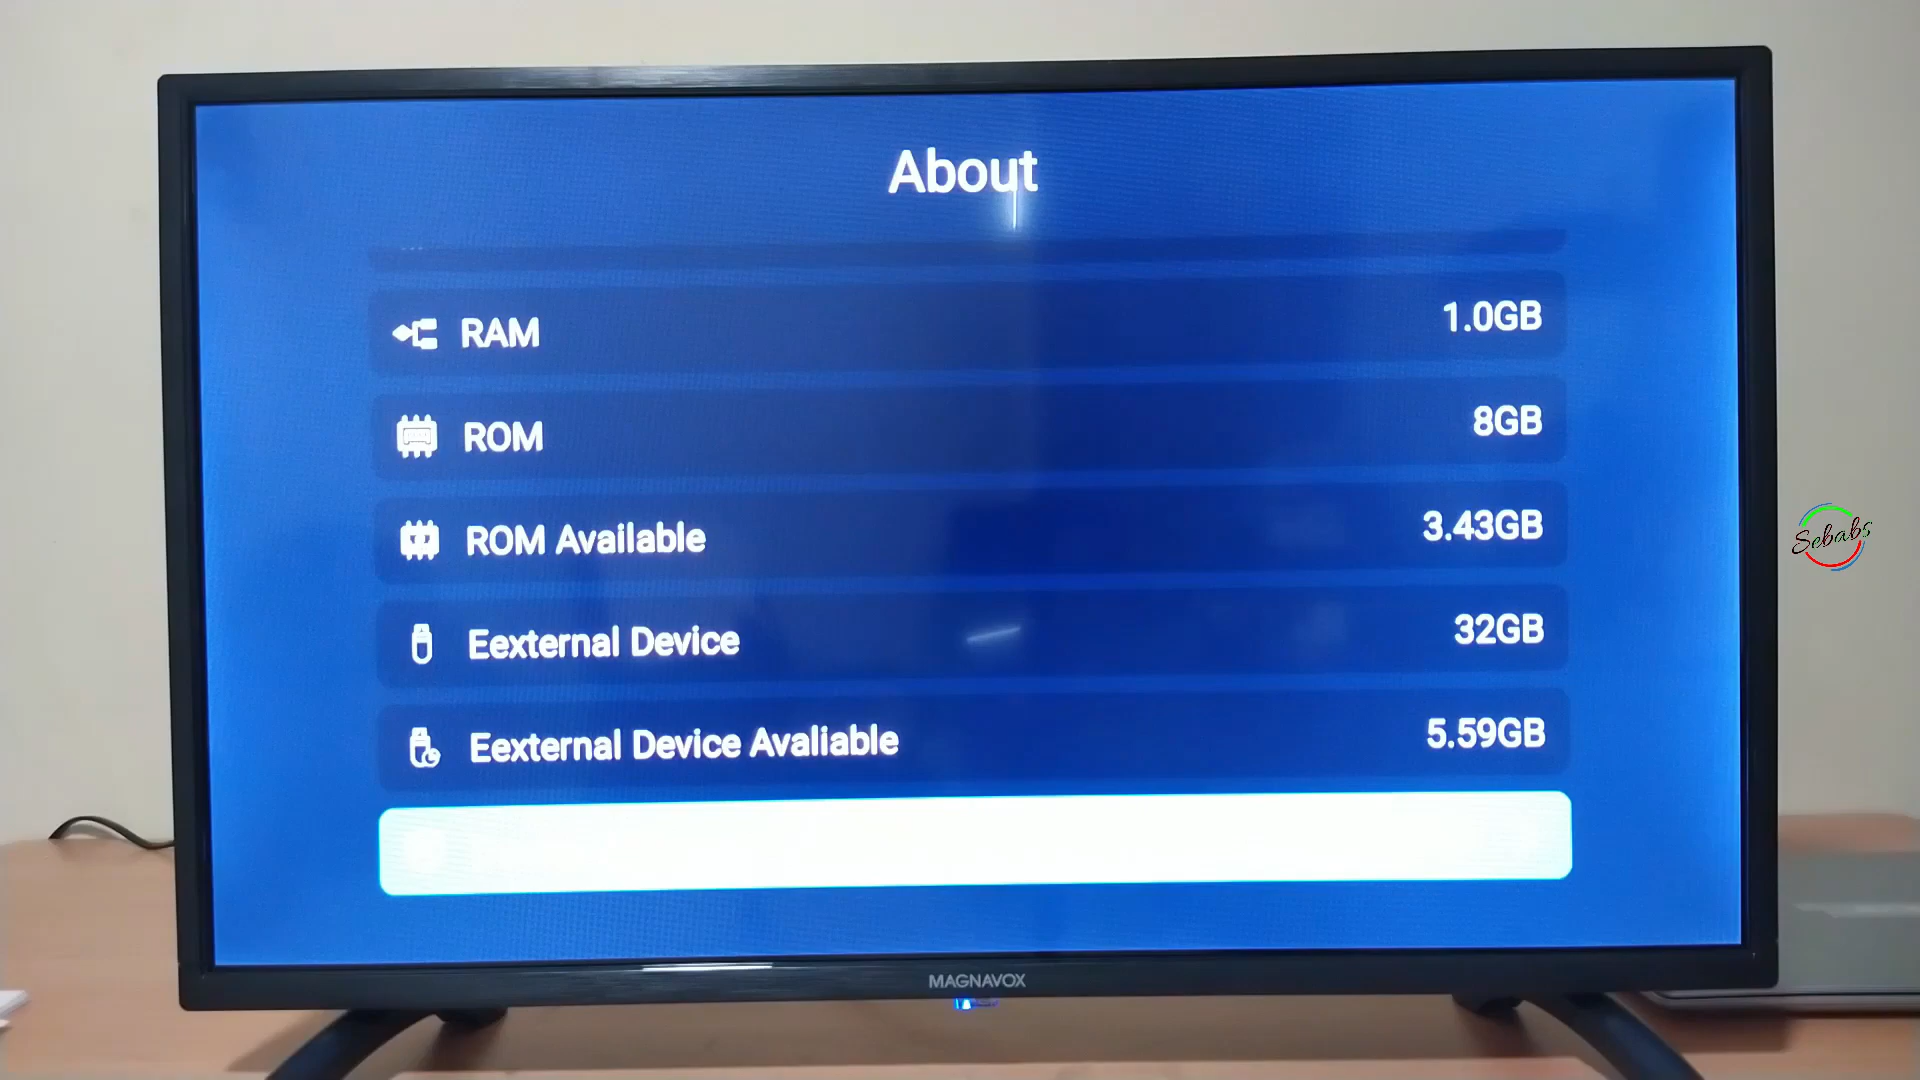 About
RAM 1.0GB
ROM 8GB
ROM Available 3.43GB
Eexternal Device 32GB
Eexternal Device Avaliable 5.59GB
MAGNAVOX
Sebabs